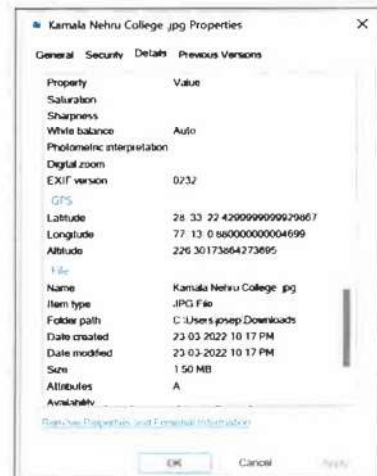 Kamala Nehru College .jpg Properties
General Security Details Previous Versions
Property Value
Saturation
Sharpness
White balance Auto
Photometric interpretation
Digital zoom
EXIF version 0232
GPS
Latitude 28 33 22.4299999999929867
Longitude 77 13 0.880000000004699
Altitude 226.30173864273695
File
Name Kamala Nehru College .jpg
Item type JPG File
Folder path C:\Users\josep\Downloads
Date created 23-03-2022 10:17 PM
Date modified 23-03-2022 10:17 PM
Size 1.50 MB
Attributes A
Availability
Remove Properties and Personal Information
OK Cancel Apply